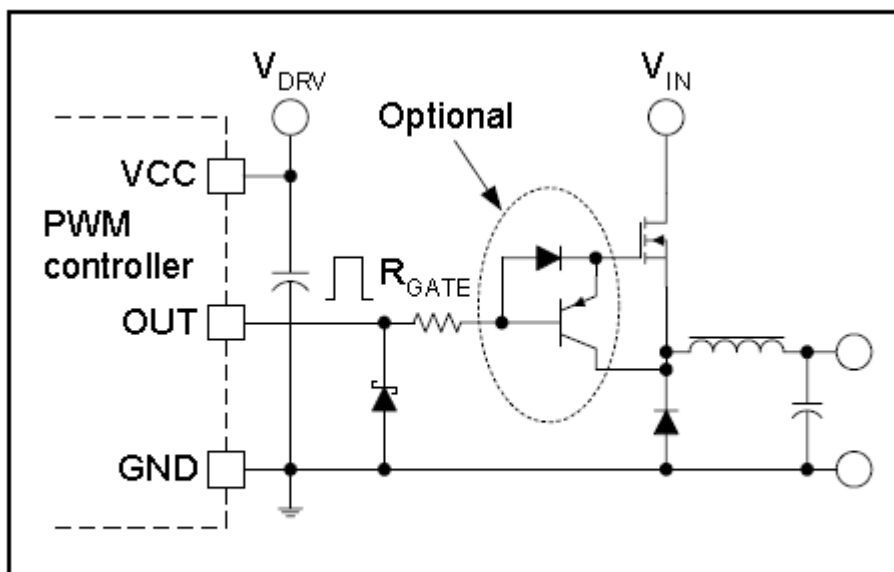 V_DRV
V_IN
Optional
VCC
PWM
controller
R_GATE
OUT
GND